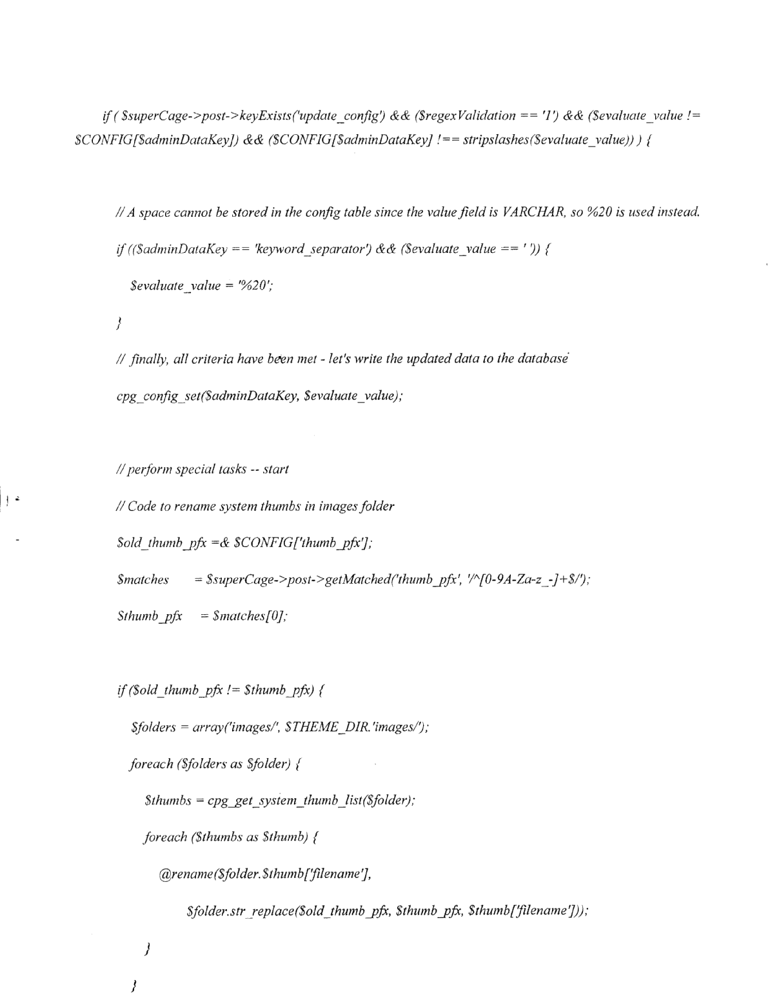 if ( $superCage->post->keyExists('update_config') && ($regexValidation == '1') && ($evaluate_value !=
$CONFIG[$adminDataKey]) && ($CONFIG[$adminDataKey] !== stripslashes($evaluate_value)) ) {
// A space cannot be stored in the config table since the value field is VARCHAR, so %20 is used instead.
if (($adminDataKey == 'keyword_separator') && ($evaluate_value == ' ')) {
$evaluate_value = '%20';
}
// finally, all criteria have been met - let's write the updated data to the database
cpg_config_set($adminDataKey, $evaluate_value);
// perform special tasks -- start
// Code to rename system thumbs in images folder
$old_thumb_pfx =& $CONFIG['thumb_pfx'];
$matches = $superCage->post->getMatched('thumb_pfx', '/^[0-9A-Za-z_-]+$/');
$thumb_pfx = $matches[0];
if ($old_thumb_pfx != $thumb_pfx) {
$folders = array('images/', $THEME_DIR.'images/');
foreach ($folders as $folder) {
$thumbs = cpg_get_system_thumb_list($folder);
foreach ($thumbs as $thumb) {
@rename($folder.$thumb['filename'],
$folder.str_replace($old_thumb_pfx, $thumb_pfx, $thumb['filename']));
}
}